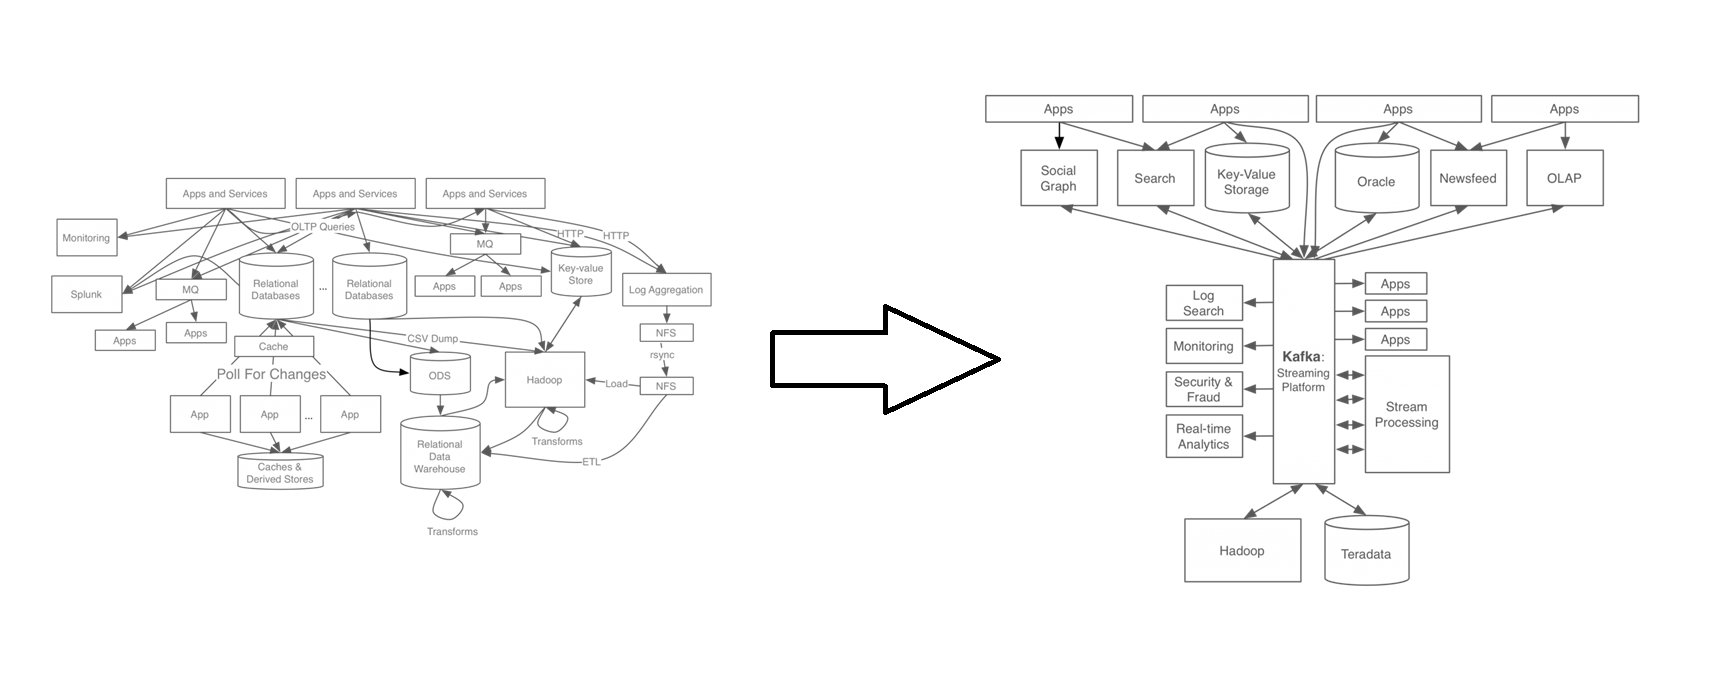 Apps and Services
Apps and Services
Apps and Services
Monitoring
OLTP Queries
HTTP
HTTP
MQ
Splunk
MQ
Relational
Databases
...
Relational
Databases
Apps
Apps
Key-value
Store
Log Aggregation
Apps
Apps
NFS
Cache
CSV Dump
rsync
Poll For Changes
ODS
Hadoop
Load
NFS
App
App
...
App
Transforms
Relational
Data
Warehouse
ETL
Caches &
Derived Stores
Transforms
Apps
Apps
Apps
Apps
Social
Graph
Search
Key-Value
Storage
Oracle
Newsfeed
OLAP
Log
Search
Monitoring
Security &
Fraud
Real-time
Analytics
Kafka:
Streaming
Platform
Apps
Apps
Apps
Stream
Processing
Hadoop
Teradata